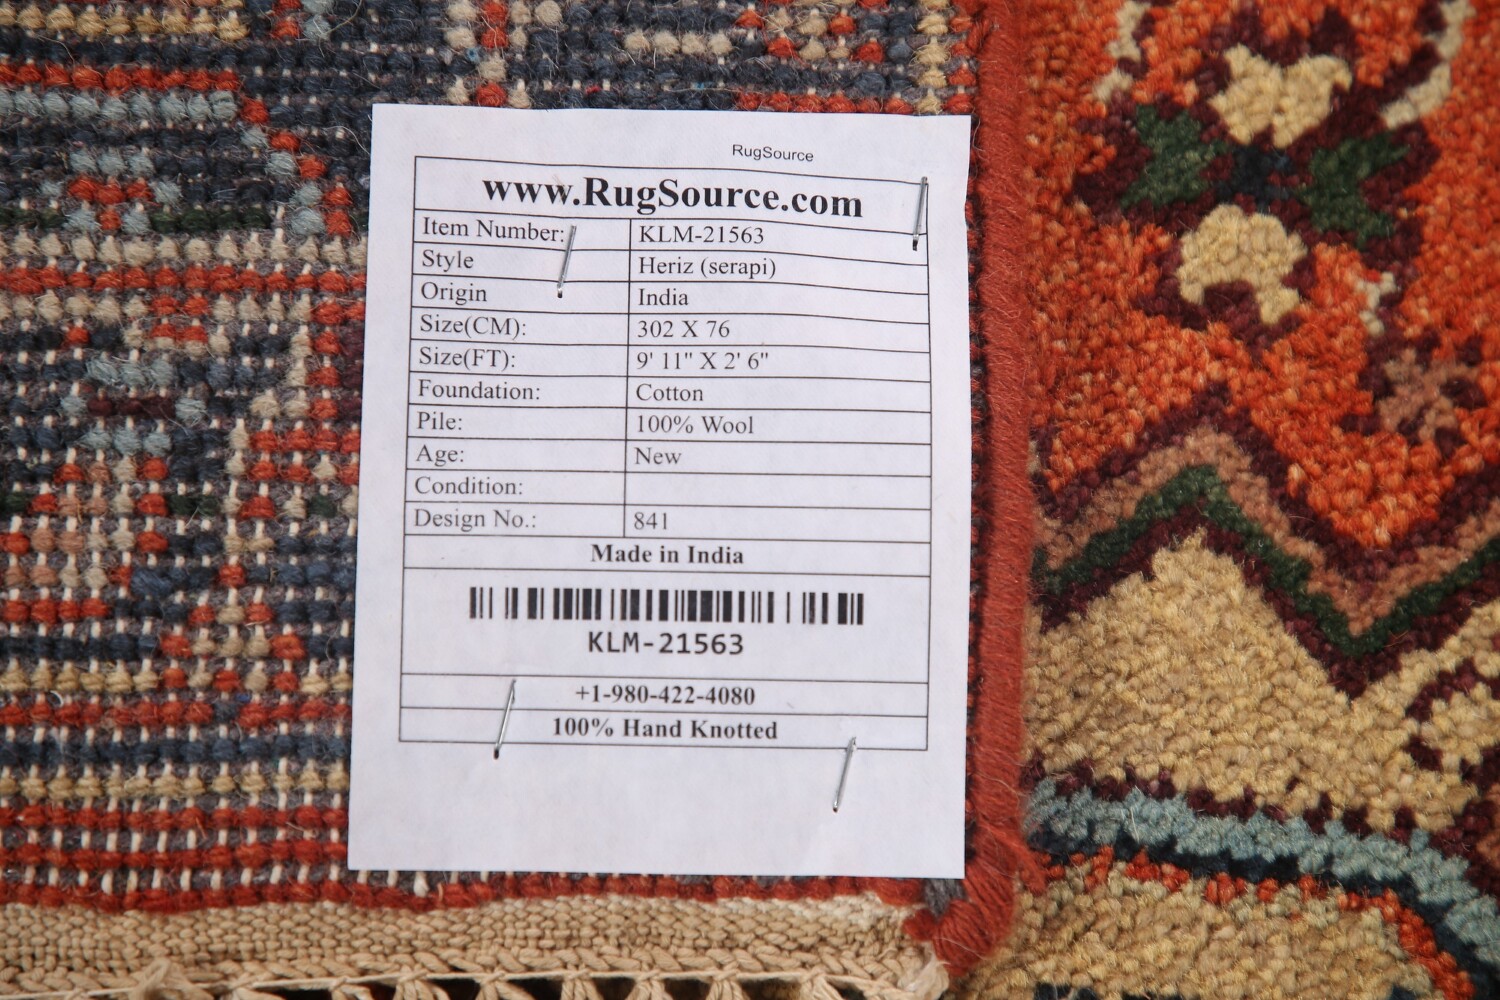 RugSource
www.RugSource.com
Item Number: KLM-21563
Style Heriz (serapi)
Origin India
Size(CM): 302 X 76
Size(FT): 9' 11" X 2' 6"
Foundation: Cotton
Pile: 100% Wool
Age: New
Condition:
Design No.: 841
Made in India
KLM-21563
+1-980-422-4080
100% Hand Knotted